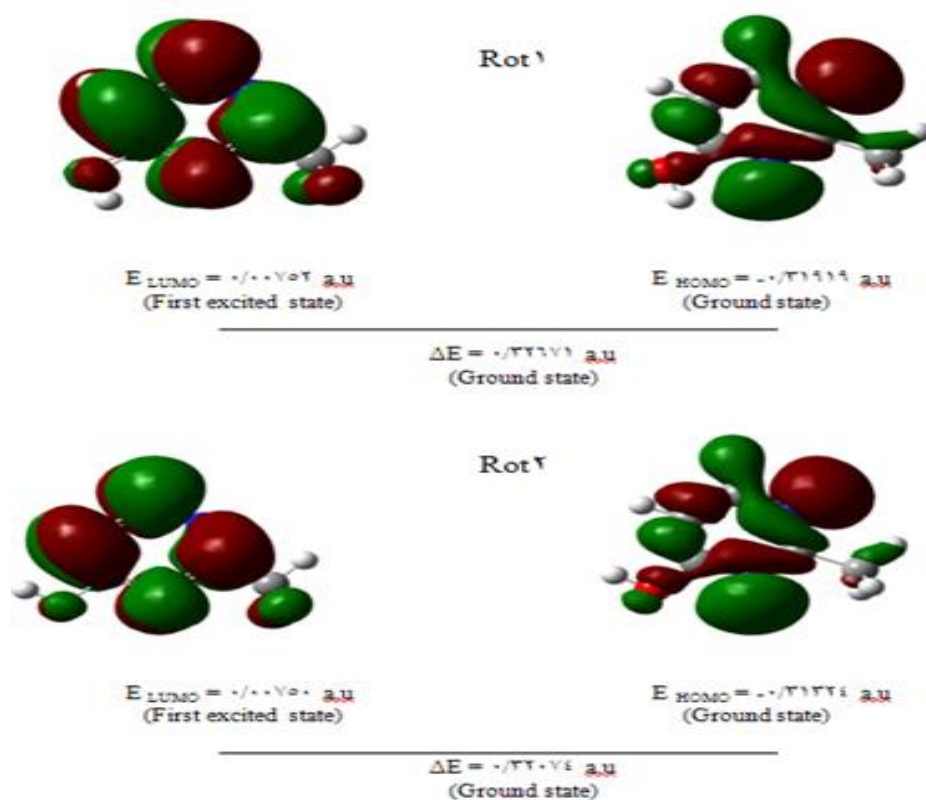 Rot١
E LUMO = ٠/٠٠٧٥٢ a.u
(First excited state)
E HOMO = -٠/٣١٩١٩ a.u
(Ground state)
ΔE = ٠/٣٢٦٧١ a.u
(Ground state)
Rot٢
E LUMO = ٠/٠٠٧٥٠ a.u
(First excited state)
E HOMO = -٠/٣١٣٢٤ a.u
(Ground state)
ΔE = ٠/٣٢٠٧٤ a.u
(Ground state)